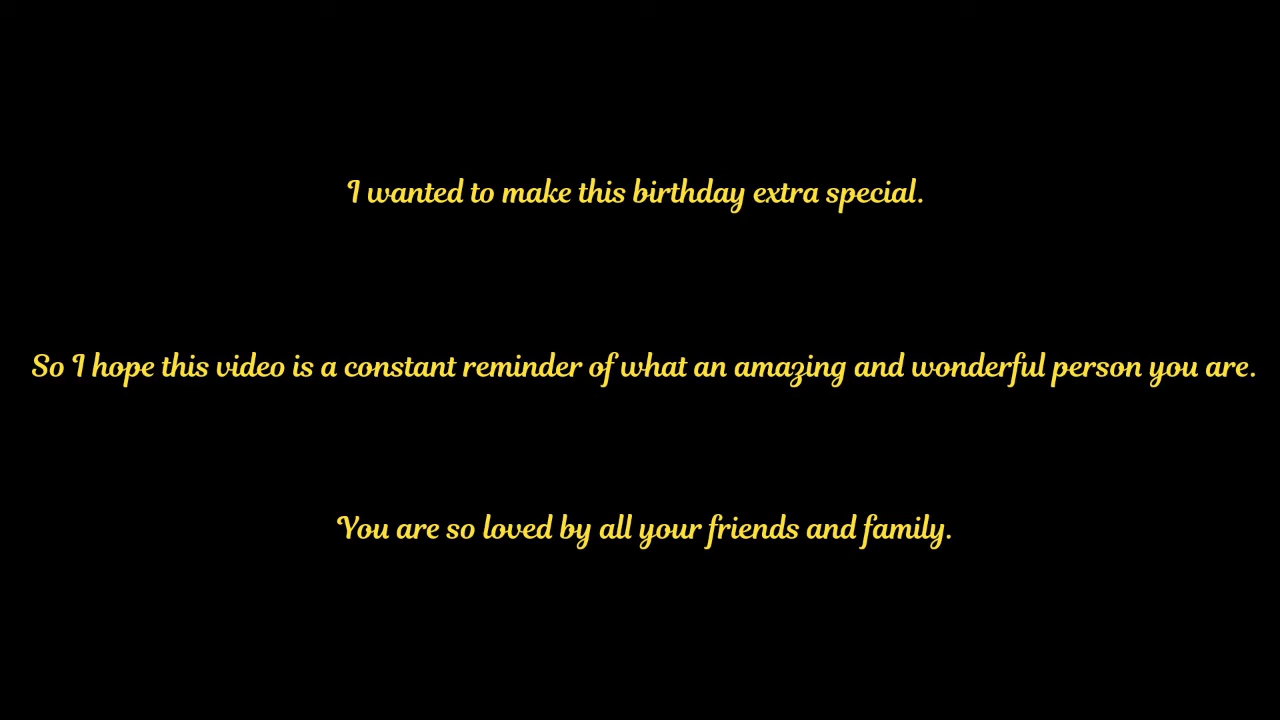 I wanted to make this birthday extra special.
So I hope this video is a constant reminder of what an amazing and wonderful person you are.
You are so loved by all your friends and family.